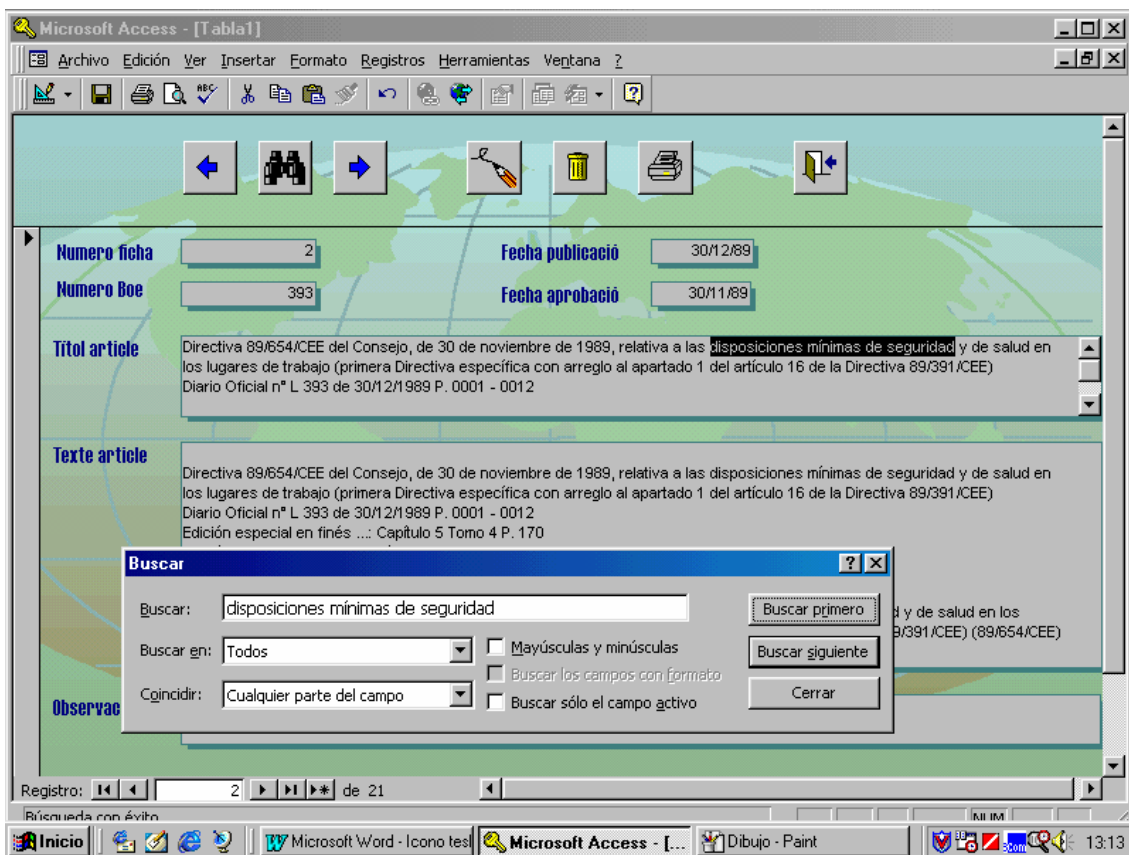 Microsoft Access - [Tabla1]
Archivo Edición Ver Insertar Formato Registros Herramientas Ventana ?
Numero ficha 2 Fecha publicació 30/12/89
Numero Boe 393 Fecha aprobació 30/11/89
Títol article
Directiva 89/654/CEE del Consejo, de 30 de noviembre de 1989, relativa a las disposiciones mínimas de seguridad y de salud en
los lugares de trabajo (primera Directiva específica con arreglo al apartado 1 del artículo 16 de la Directiva 89/391/CEE)
Diario Oficial nº L 393 de 30/12/1989 P. 0001 - 0012
Texte article
Directiva 89/654/CEE del Consejo, de 30 de noviembre de 1989, relativa a las disposiciones mínimas de seguridad y de salud en
los lugares de trabajo (primera Directiva específica con arreglo al apartado 1 del artículo 16 de la Directiva 89/391/CEE)
Diario Oficial nº L 393 de 30/12/1989 P. 0001 - 0012
Edición especial en finés ...: Capítulo 5 Tomo 4 P. 170
y de salud en los
/391/CEE) (89/654/CEE)
Buscar
Buscar: disposiciones mínimas de seguridad Buscar primero
Buscar en: Todos Mayúsculas y minúsculas Buscar siguiente
Buscar los campos con formato
Coincidir: Cualquier parte del campo Buscar sólo el campo activo Cerrar
Observac
Registro: 2 de 21
Búsqueda con éxito NUM
Inicio Microsoft Word - Icono tesl Microsoft Access - [... Dibujo - Paint 13:13